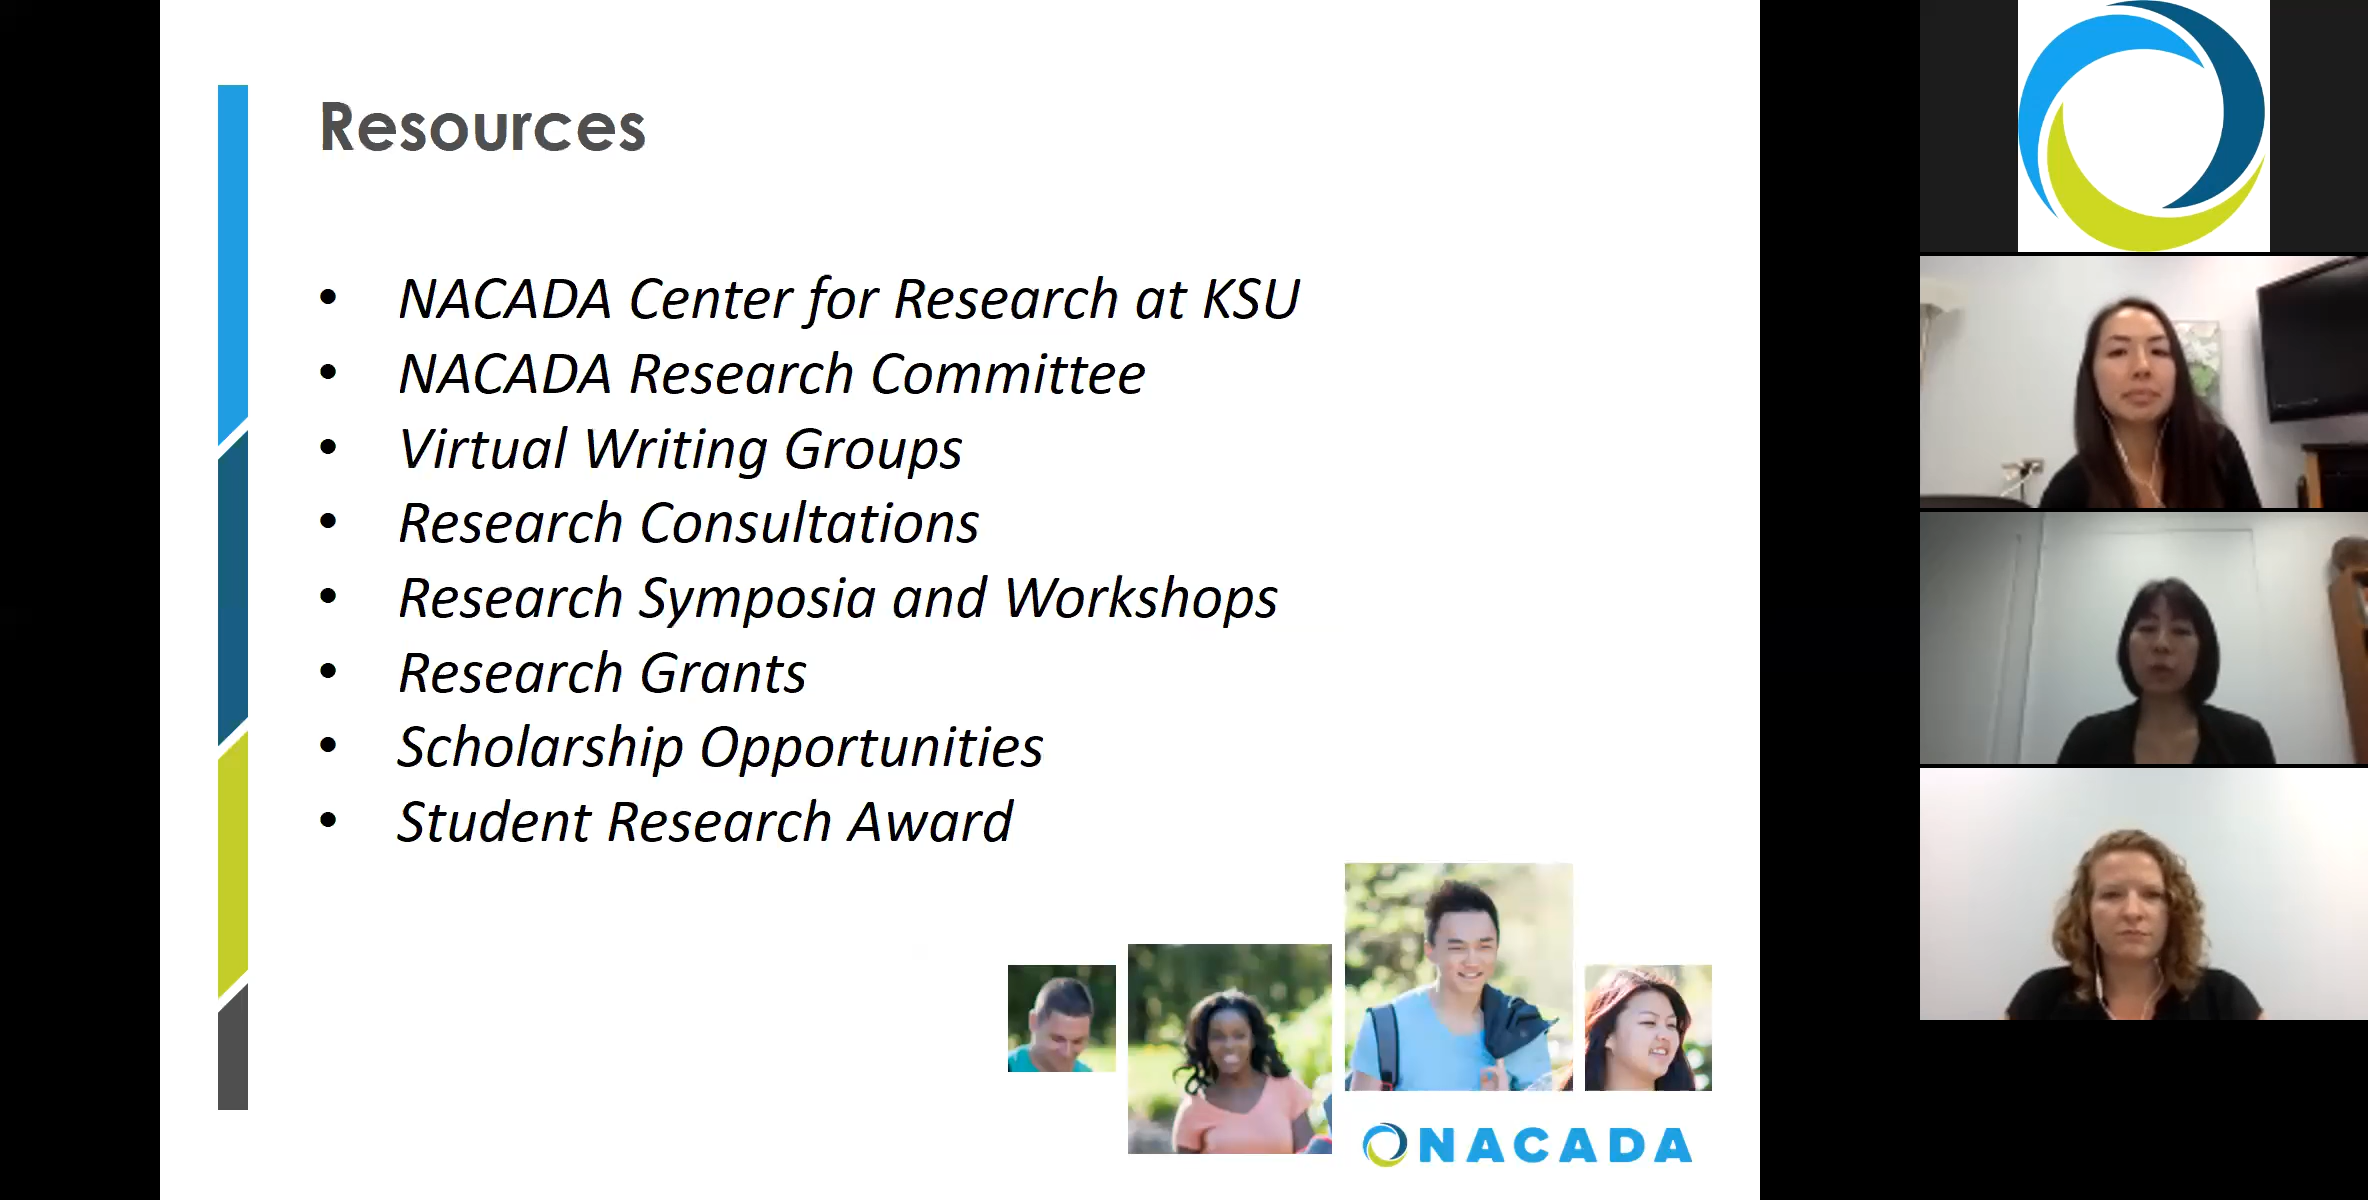 Resources
• NACADA Center for Research at KSU
• NACADA Research Committee
• Virtual Writing Groups
• Research Consultations
• Research Symposia and Workshops
• Research Grants
• Scholarship Opportunities
• Student Research Award
NACADA